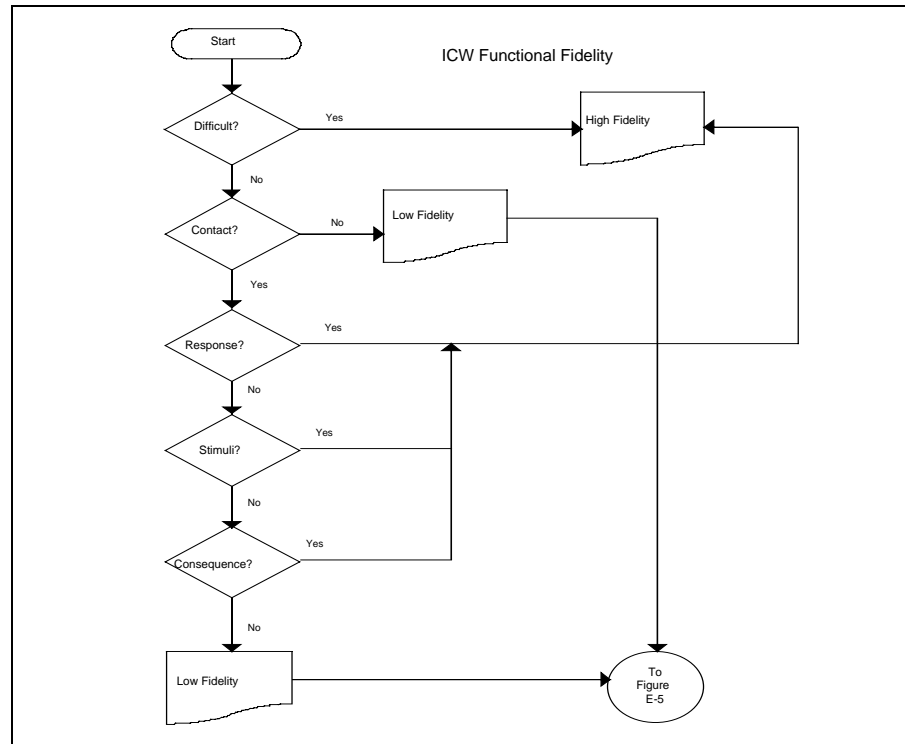 Start
ICW Functional Fidelity
Difficult?
Yes
High Fidelity
No
Contact?
No
Low Fidelity
Yes
Response?
Yes
No
Stimuli?
Yes
No
Consequence?
Yes
No
Low Fidelity
To
Figure
E-5